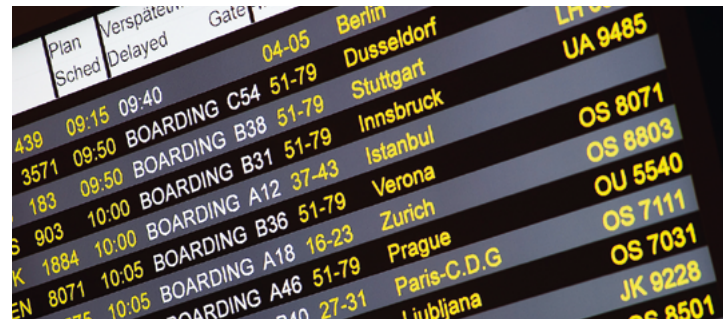 Plan Verspätet Gate
Sched Delayed
439 09:15 09:40 04-05 Berlin
3571 09:50 BOARDING C54 51-79 Dusseldorf LH
183 09:50 BOARDING B38 51-79 Stuttgart UA 9485
903 10:00 BOARDING B31 51-79 Innsbruck
K 1884 10:00 BOARDING A12 37-43 Istanbul OS 8071
EN 8071 10:05 BOARDING B36 51-79 Verona OS 8803
10:05 BOARDING A18 16-23 Zurich OU 5540
BOARDING A46 51-79 Prague OS 7111
27-31 Paris-C.D.G OS 7031
Ljubljana JK 9228
OS 8501